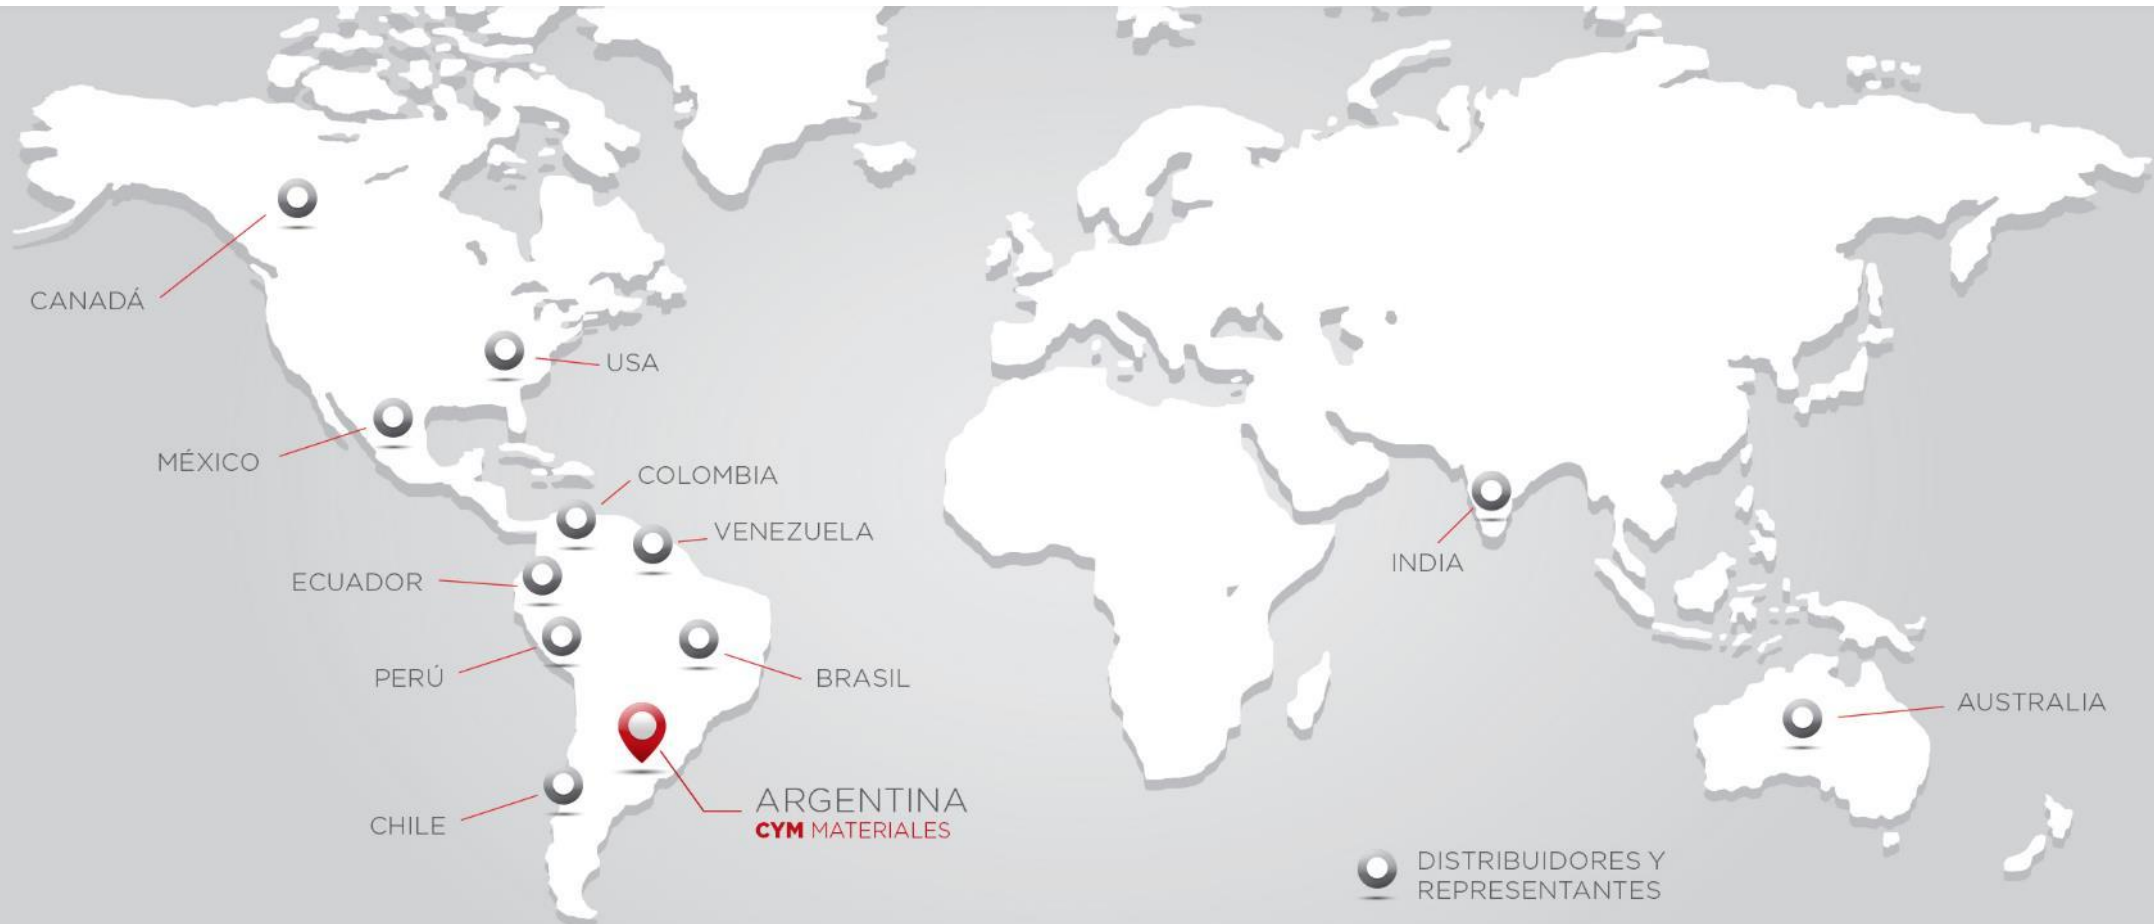 CANADÁ
USA
MÉXICO
COLOMBIA
VENEZUELA
ECUADOR
INDIA
PERÚ
BRASIL
AUSTRALIA
ARGENTINA
CYM MATERIALES
CHILE
DISTRIBUIDORES Y
REPRESENTANTES